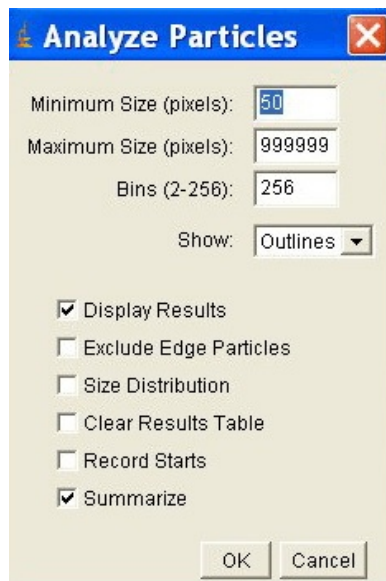 Analyze Particles
Minimum Size (pixels): 50
Maximum Size (pixels): 999999
Bins (2-256): 256
Show: Outlines
Display Results
Exclude Edge Particles
Size Distribution
Clear Results Table
Record Starts
Summarize
OK Cancel